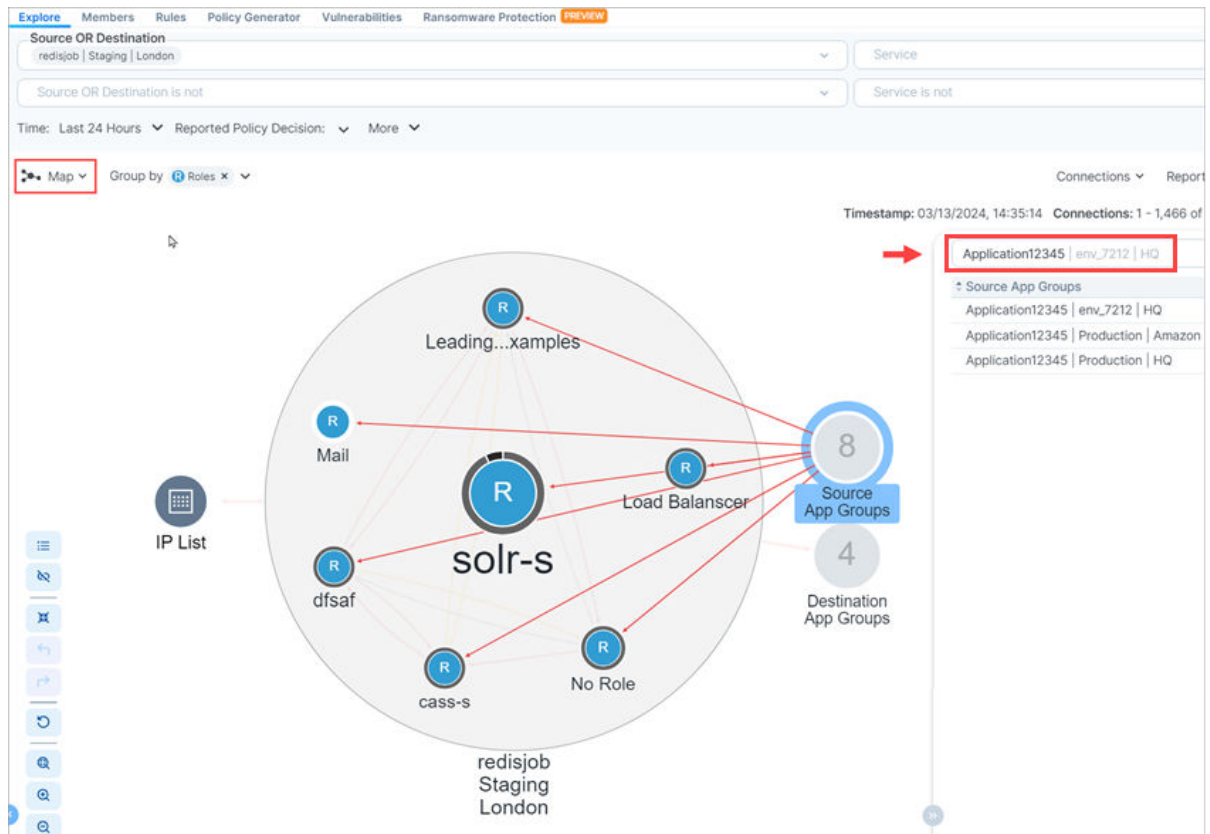 Explore Members Rules Policy Generator Vulnerabilities Ransomware Protection PREVIEW
Source OR Destination
redisjob | Staging | London
Service
Source OR Destination is not
Service is not
Time: Last 24 Hours Reported Policy Decision: More
Map Group by R Roles ×
Connections Report
Timestamp: 03/13/2024, 14:35:14 Connections: 1 - 1,466 of
Application12345 | env_7212 | HQ
Source App Groups
Application12345 | env_7212 | HQ
Application12345 | Production | Amazon
Application12345 | Production | HQ
R
Leading...xamples
R
Mail
8
Source
App Groups
R
Load Balanscer
R
solr-s
IP List
R
dfsaf
4
Destination
App Groups
R
No Role
R
cass-s
redisjob
Staging
London